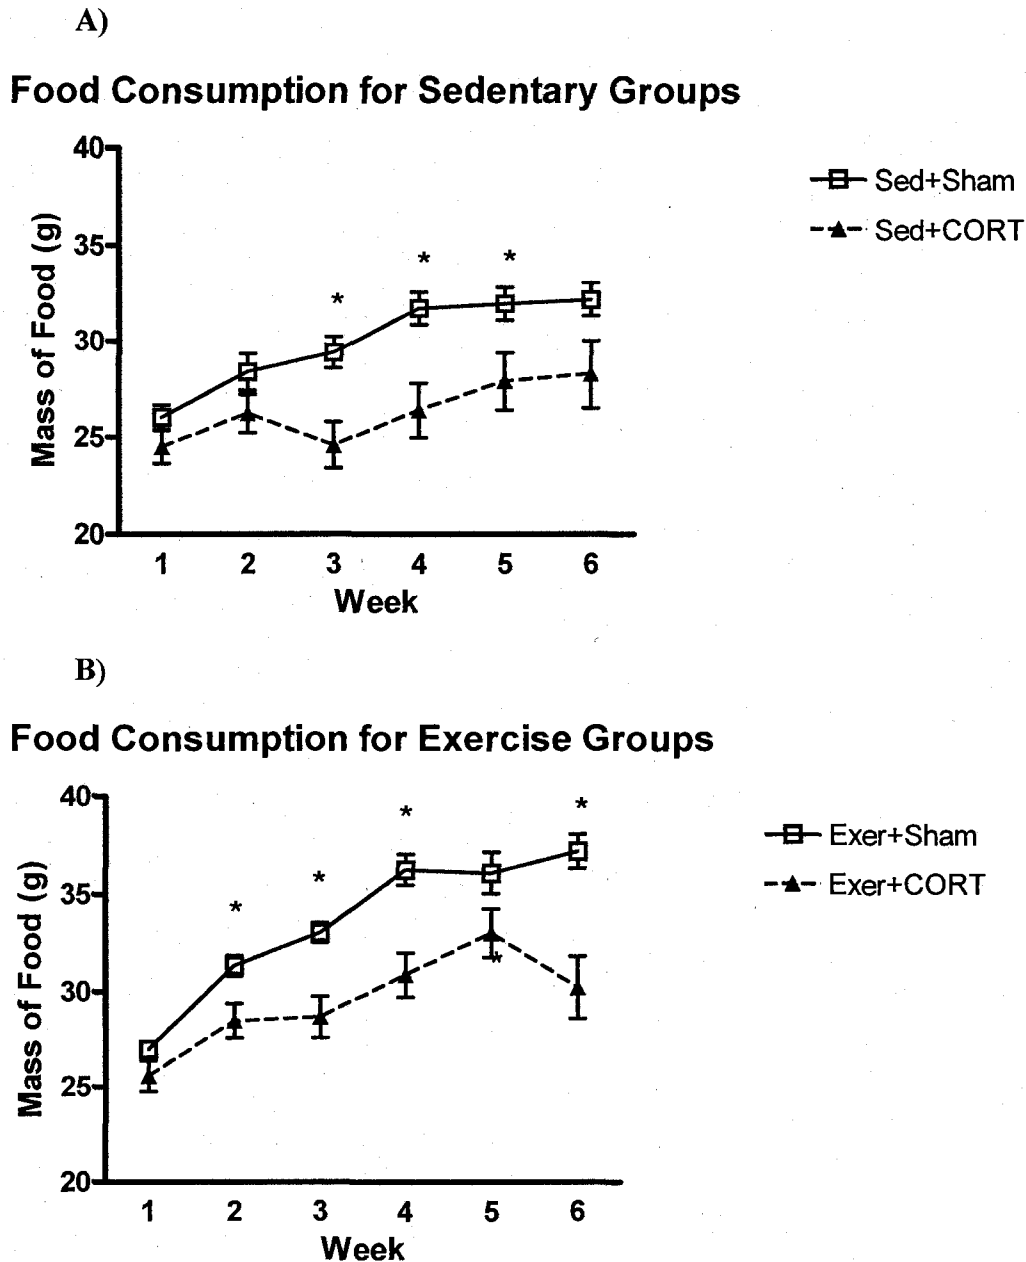 A)
Food Consumption for Sedentary Groups
40
35
30
25
20
Mass of Food (g)
* * *
1 2 3 4 5 6
Week
Sed+Sham
Sed+CORT
B)
Food Consumption for Exercise Groups
40
35
30
25
20
Mass of Food (g)
* * * * *
1 2 3 4 5 6
Week
Exer+Sham
Exer+CORT